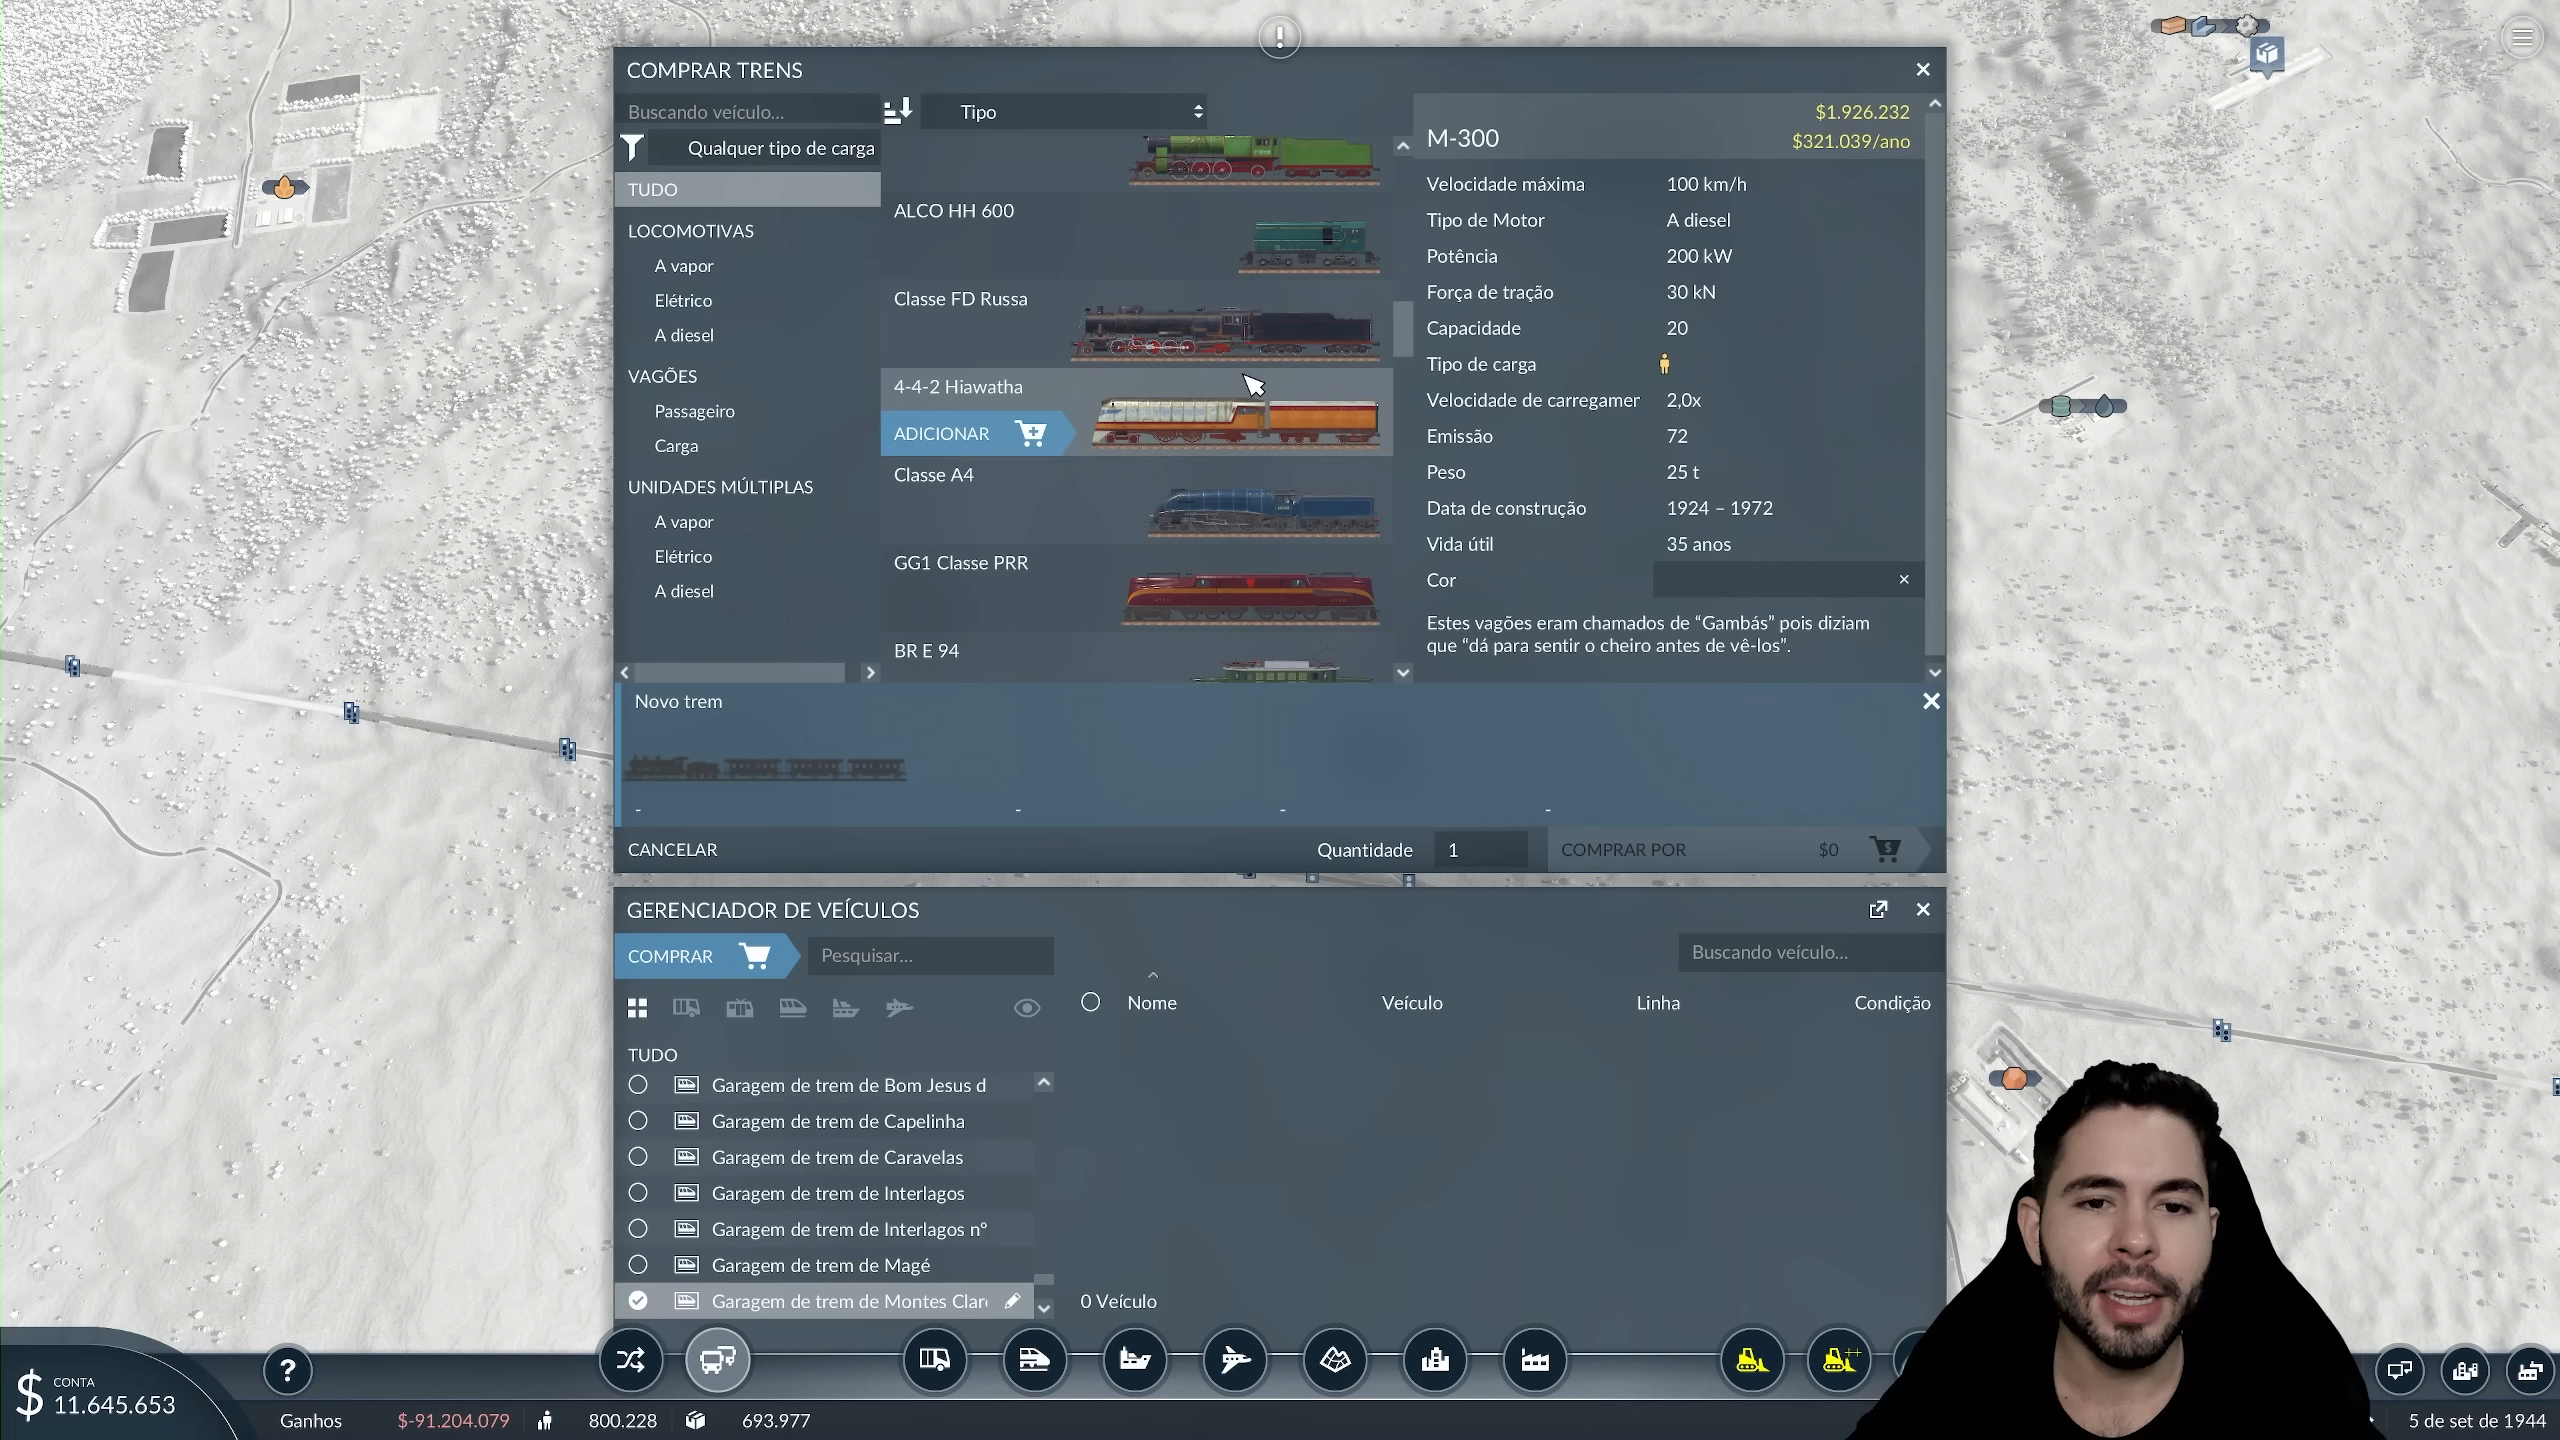 COMPRAR TRENS
Buscando veículo...
Tipo
Qualquer tipo de carga
TUDO
LOCOMOTIVAS
A vapor
Elétrico
A diesel
VAGÕES
Passageiro
Carga
UNIDADES MÚLTIPLAS
A vapor
Elétrico
A diesel
ALCO HH 600
Classe FD Russa
4-4-2 Hiawatha
ADICIONAR
Classe A4
GG1 Classe PRR
BR E 94
$1.926.232
M-300
$321.039/ano
Velocidade máxima 100 km/h
Tipo de Motor A diesel
Potência 200 kW
Força de tração 30 kN
Capacidade 20
Tipo de carga
Velocidade de carregamer 2,0x
Emissão 72
Peso 25 t
Data de construção 1924 – 1972
Vida útil 35 anos
Cor
Estes vagões eram chamados de “Gambás” pois diziam
que “dá para sentir o cheiro antes de vê-los”.
Novo trem
- - - -
CANCELAR
Quantidade 1
COMPRAR POR $0
GERENCIADOR DE VEÍCULOS
COMPRAR
Pesquisar...
Buscando veículo...
Nome Veículo Linha Condição
TUDO
Garagem de trem de Bom Jesus d
Garagem de trem de Capelinha
Garagem de trem de Caravelas
Garagem de trem de Interlagos
Garagem de trem de Interlagos nº
Garagem de trem de Magé
Garagem de trem de Montes Clar
0 Veículo
CONTA
$ 11.645.653
?
Ganhos $-91.204.079 800.228 693.977
5 de set de 1944